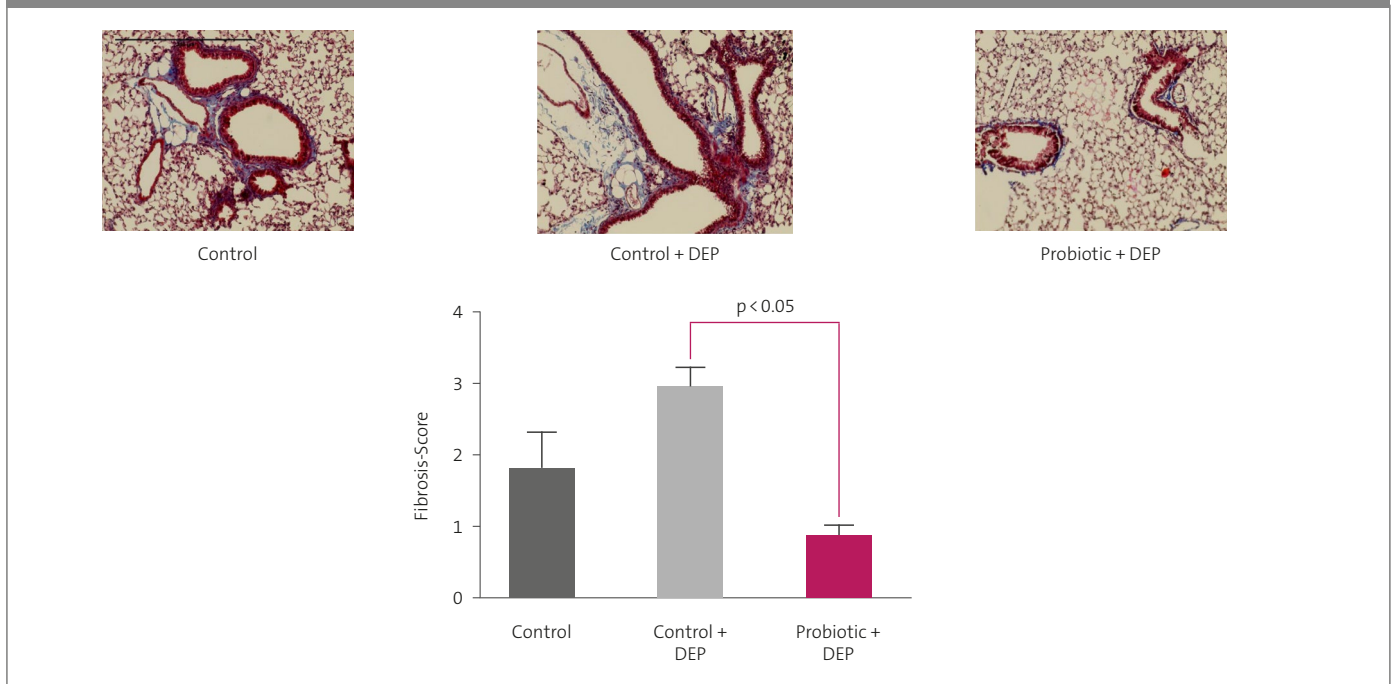 Control
Control + DEP
Probiotic + DEP
p < 0.05
4
3
2
1
0
Fibrosis-Score
Control
Control +
DEP
Probiotic +
DEP